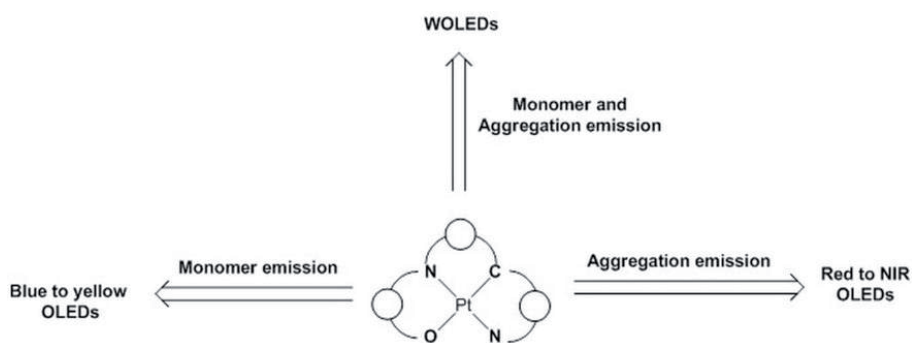 WOLEDs
Monomer and
Aggregation emission
Monomer emission
Aggregation emission
Blue to yellow
OLEDs
Red to NIR
OLEDs
N
C
Pt
O
N